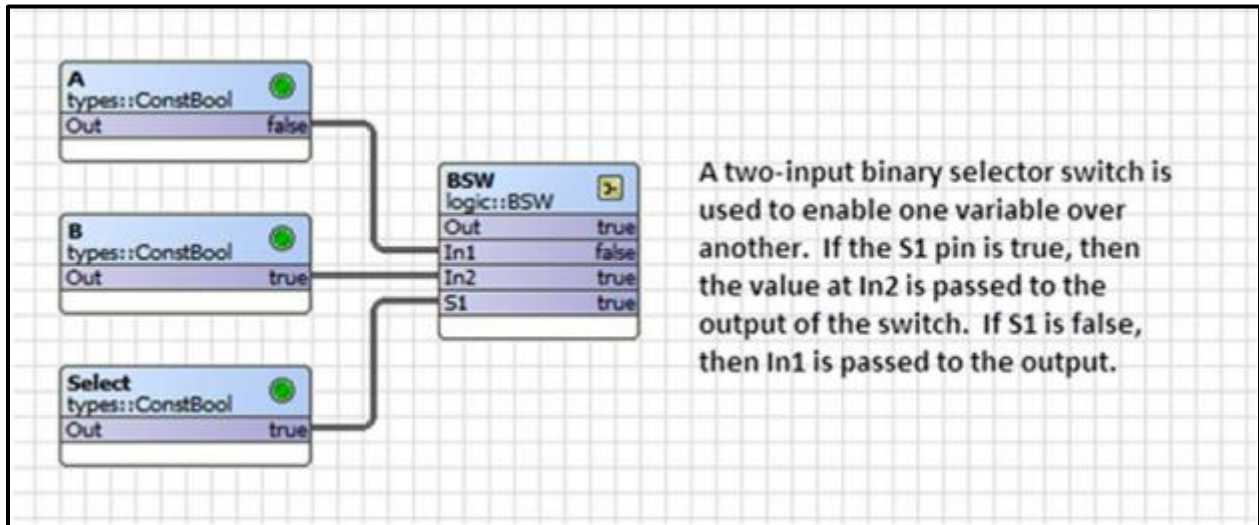 A
types::ConstBool
Out false
B
types::ConstBool
Out true
Select
types::ConstBool
Out true
BSW
logic::BSW
Out true
In1 false
In2 true
S1 true
A two-input binary selector switch is
used to enable one variable over
another.  If the S1 pin is true, then
the value at In2 is passed to the
output of the switch.  If S1 is false,
then In1 is passed to the output.